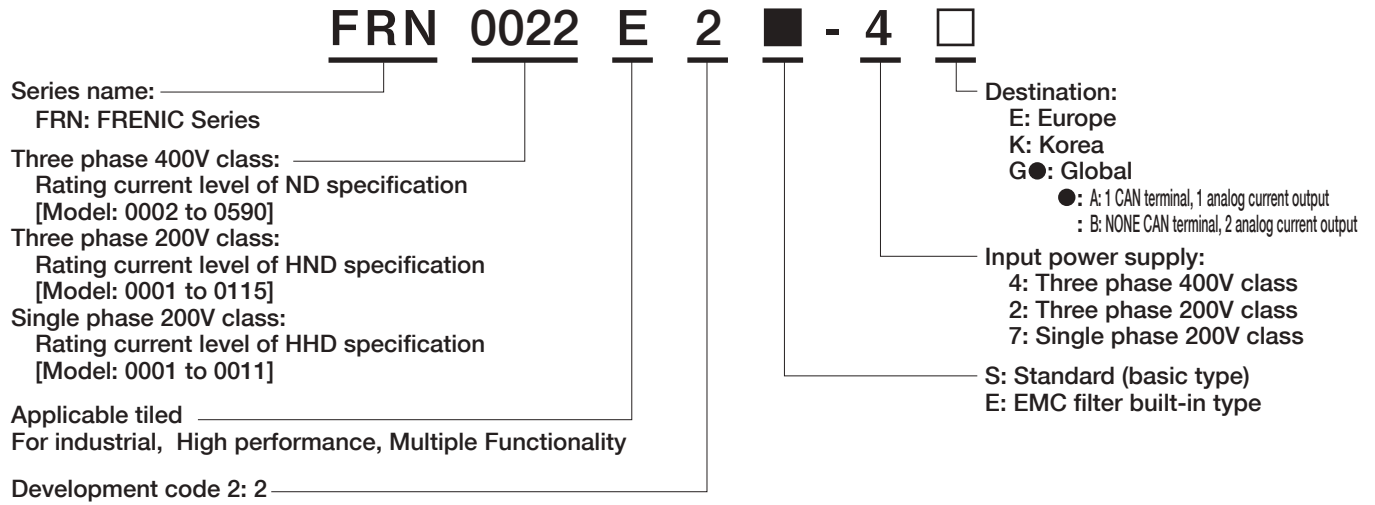 FRN 0022 E 2 ■ - 4 □
Series name:
FRN: FRENIC Series
Three phase 400V class:
Rating current level of ND specification
[Model: 0002 to 0590]
Three phase 200V class:
Rating current level of HND specification
[Model: 0001 to 0115]
Single phase 200V class:
Rating current level of HHD specification
[Model: 0001 to 0011]
Applicable tiled
For industrial, High performance, Multiple Functionality
Development code 2: 2
Destination:
E: Europe
K: Korea
G●: Global
●: A: 1 CAN terminal, 1 analog current output
: B: NONE CAN terminal, 2 analog current output
Input power supply:
4: Three phase 400V class
2: Three phase 200V class
7: Single phase 200V class
S: Standard (basic type)
E: EMC filter built-in type